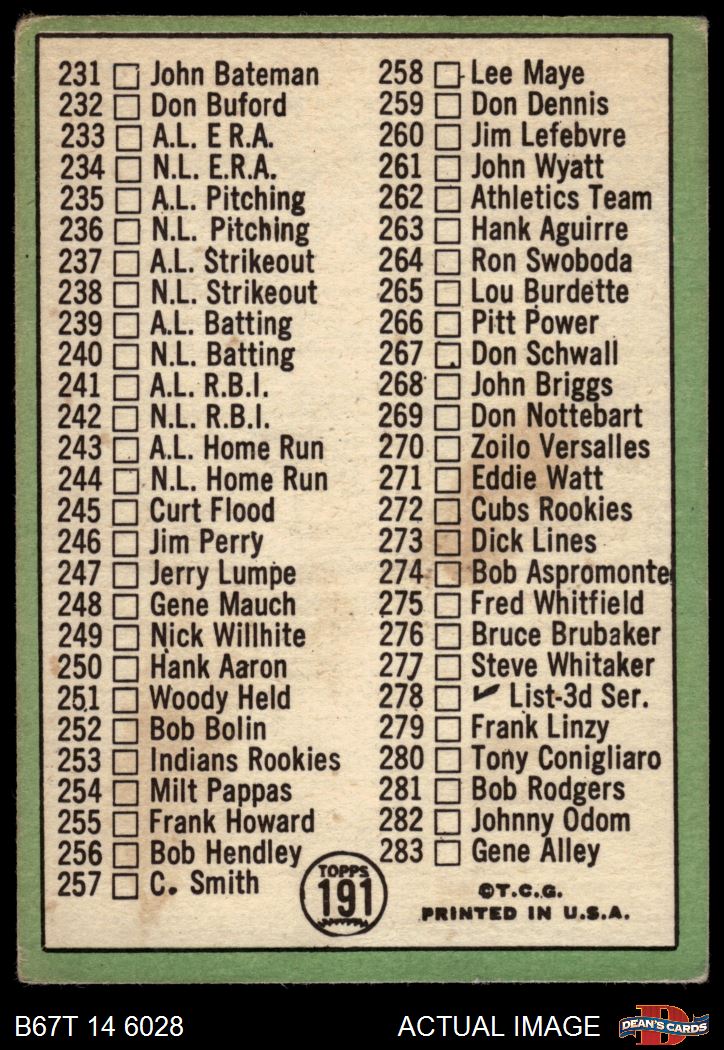 231 John Bateman
232 Don Buford
233 A.L. E R.A.
234 N.L. E.R.A.
235 A.L. Pitching
236 N.L. Pitching
237 A.L. Strikeout
238 N.L. Strikeout
239 A.L. Batting
240 N.L. Batting
241 A.L. R.B.I.
242 N.L. R.B.I.
243 A.L. Home Run
244 N.L. Home Run
245 Curt Flood
246 Jim Perry
247 Jerry Lumpe
248 Gene Mauch
249 Nick Willhite
250 Hank Aaron
251 Woody Held
252 Bob Bolin
253 Indians Rookies
254 Milt Pappas
255 Frank Howard
256 Bob Hendley
257 C. Smith
258 Lee Maye
259 Don Dennis
260 Jim Lefebvre
261 John Wyatt
262 Athletics Team
263 Hank Aguirre
264 Ron Swoboda
265 Lou Burdette
266 Pitt Power
267 Don Schwall
268 John Briggs
269 Don Nottebart
270 Zoilo Versalles
271 Eddie Watt
272 Cubs Rookies
273 Dick Lines
274 Bob Aspromonte
275 Fred Whitfield
276 Bruce Brubaker
277 Steve Whitaker
278 ✔ List-3d Ser.
279 Frank Linzy
280 Tony Conigliaro
281 Bob Rodgers
282 Johnny Odom
283 Gene Alley
TOPPS
191
©T.C.G.
PRINTED IN U.S.A.
B67T 14 6028
ACTUAL IMAGE
D
DEAN'S CARDS